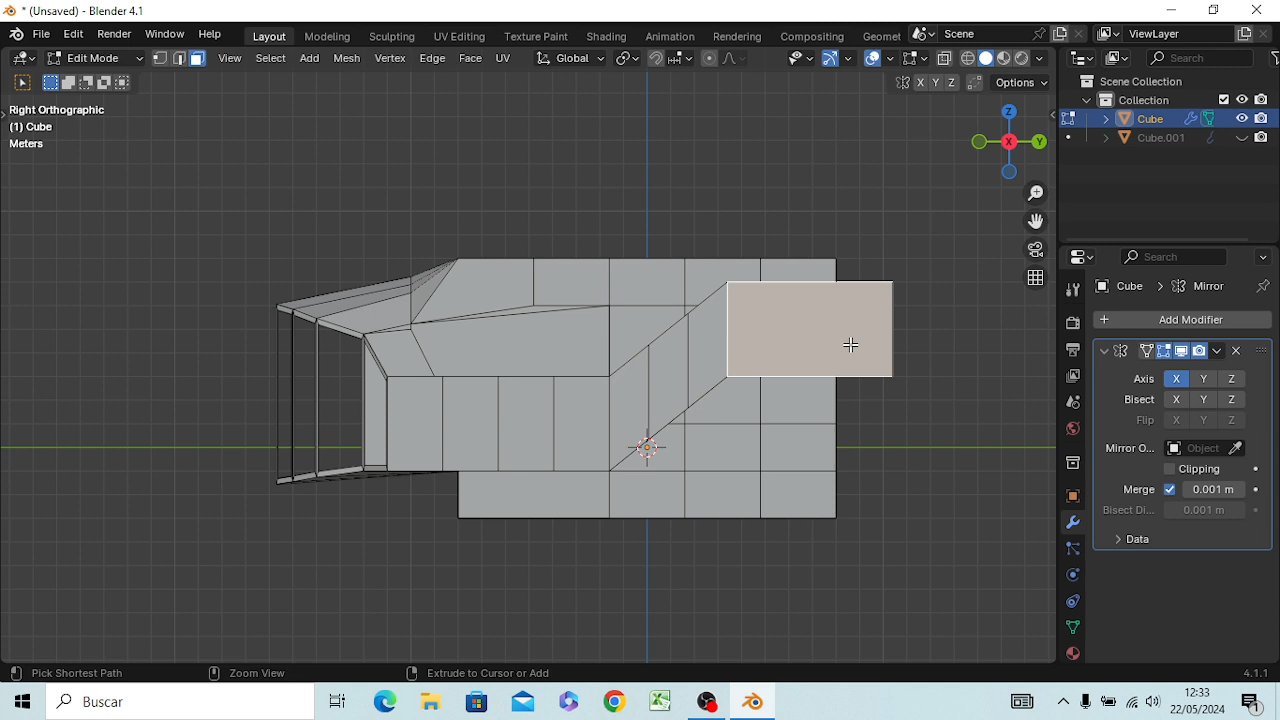 * (Unsaved) - Blender 4.1
File Edit Render Window Help Layout Modeling Sculpting UV Editing Texture Paint Shading Animation Rendering Compositing Geomet Scene ViewLayer
Edit Mode View Select Add Mesh Vertex Edge Face UV Global Search
X Y Z Options
Right Orthographic
(1) Cube
Meters
Z
Y
X
Scene Collection
Collection
Cube
Cube.001
Search
Cube > Mirror
+ Add Modifier
Axis X Y Z
Bisect X Y Z
Flip X Y Z
Mirror O... Object
Clipping
Merge 0.001 m
Bisect Di... 0.001 m
Data
Pick Shortest Path Zoom View Extrude to Cursor or Add 4.1.1
Buscar
2:33
22/05/2024
1